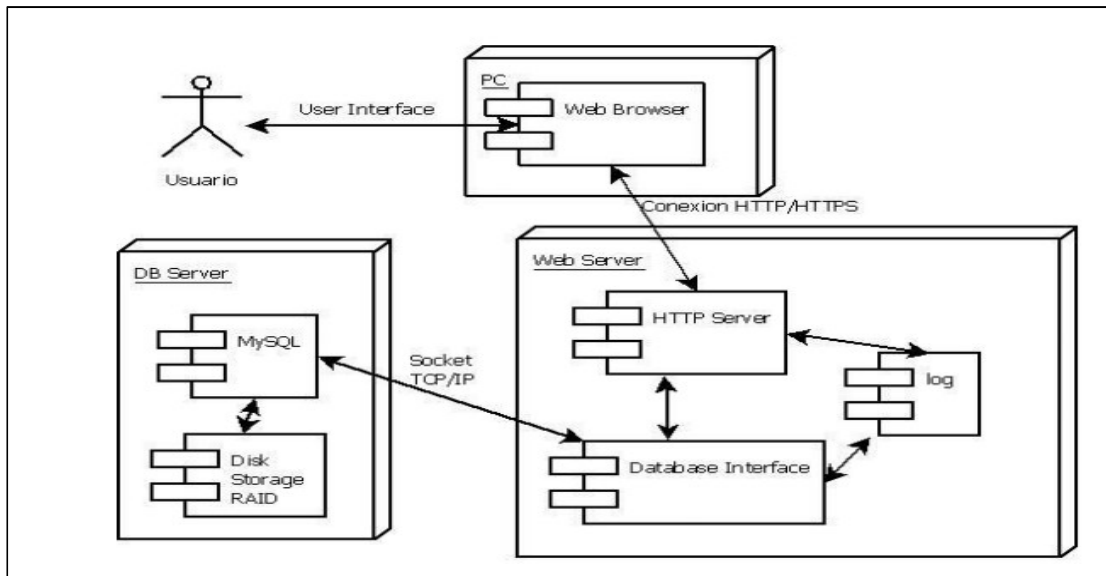 PC
Web Browser
User Interface
Usuario
Conexion HTTP/HTTPS
DB Server
MySQL
Disk
Storage
RAID
Socket
TCP/IP
Web Server
HTTP Server
log
Database Interface